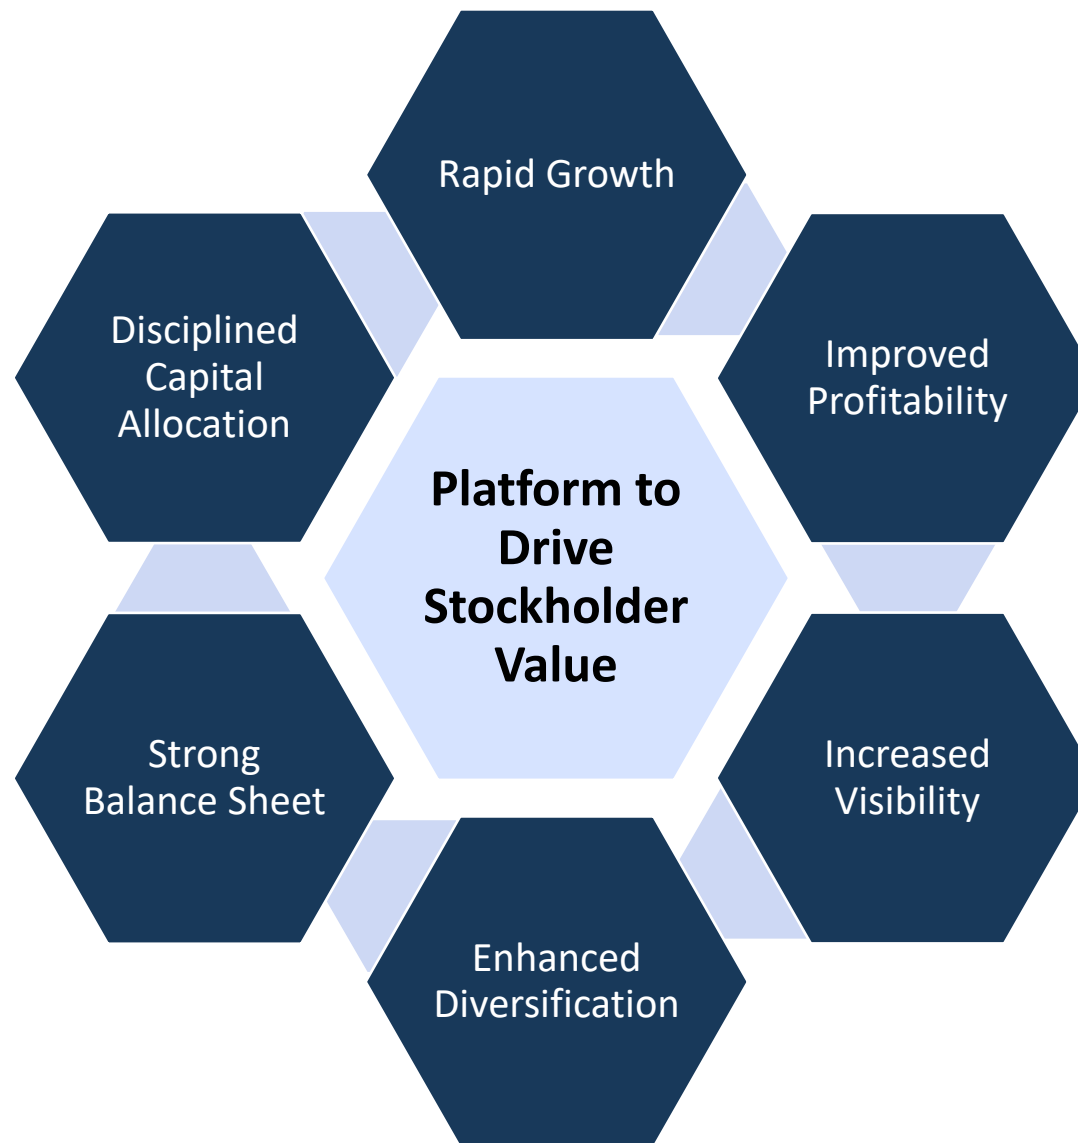 Rapid Growth
Improved
Profitability
Increased
Visibility
Enhanced
Diversification
Strong
Balance Sheet
Disciplined
Capital
Allocation
Platform to
Drive
Stockholder
Value